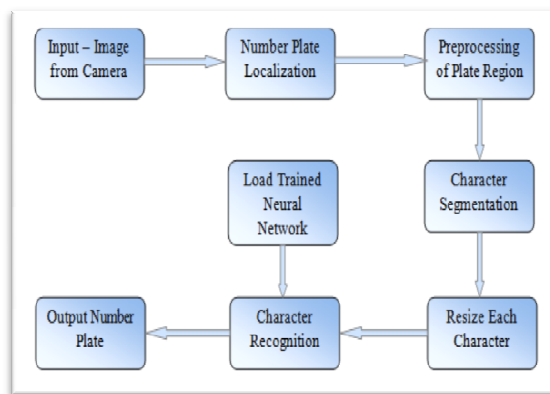 Input – Image
from Camera
Number Plate
Localization
Preprocessing
of Plate Region
Character
Segmentation
Resize Each
Character
Load Trained
Neural
Network
Character
Recognition
Output Number
Plate